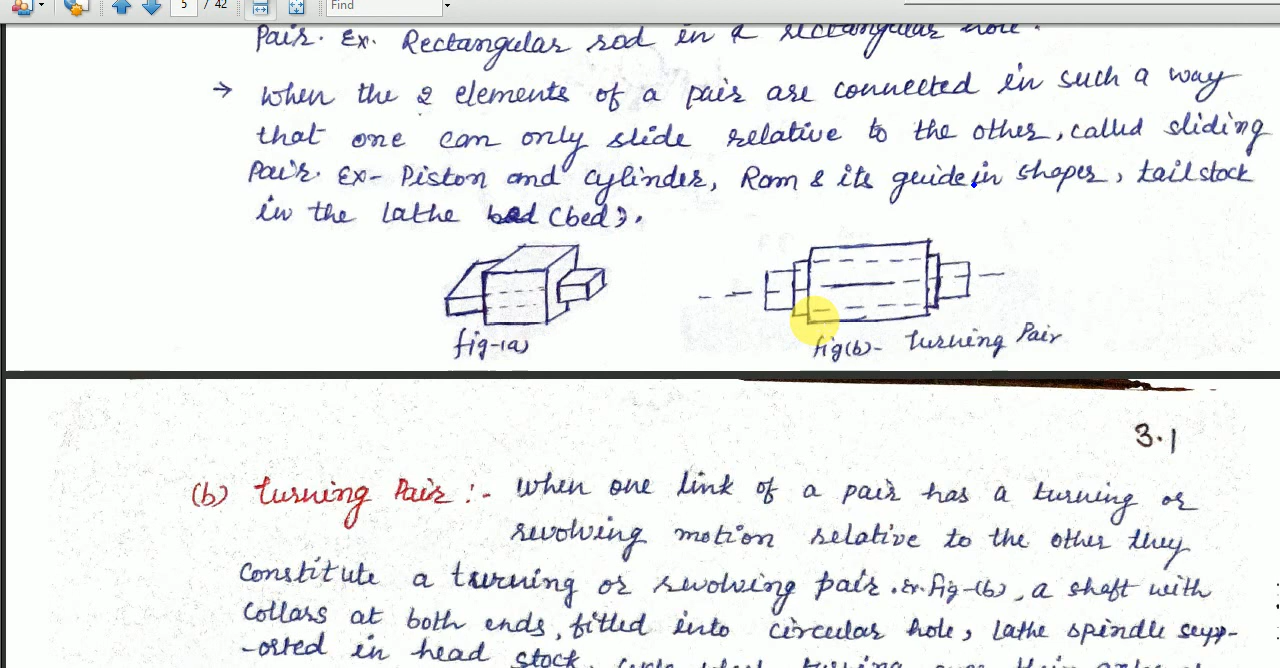 5 / 42 Find
Pair. Ex. Rectangular rod in a rectangular hole.
→ When the 2 elements of a pair are connected in such a way
that one can only slide relative to the other, called sliding
Pair. Ex- Piston and cylinder, Ram & its guide in shaper, tail stock
in the lathe bed (bed).
fig-(a)
fig(b)- Turning Pair
3.1
(b) Turning Pair :- When one link of a pair has a turning or
revolving motion relative to the other they
constitute a turning or revolving pair. Ex. fig-(b), a shaft with
collars at both ends, fitted into circular hole, lathe spindle supp-
-orted in head stock, turning